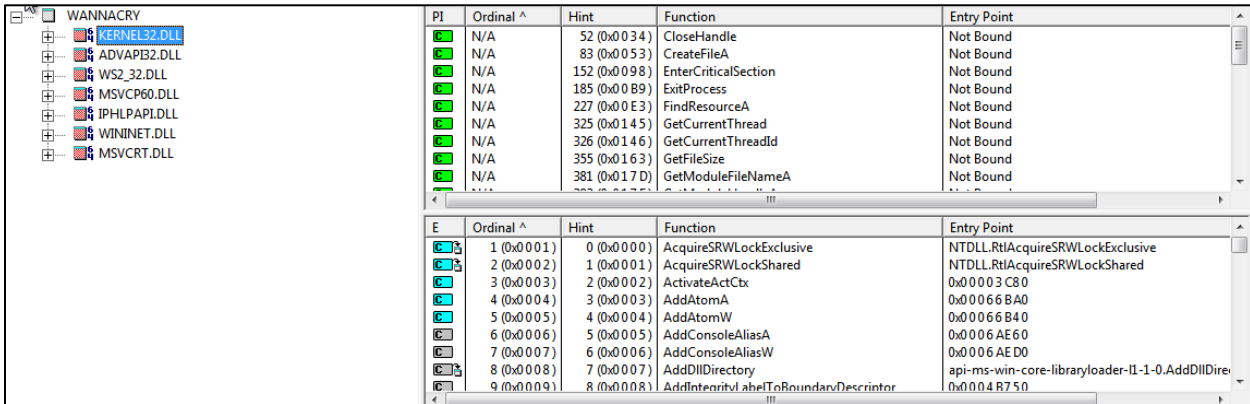 WANNACRY
KERNEL32.DLL
ADVAPI32.DLL
WS2_32.DLL
MSVCP60.DLL
IPHLPAPI.DLL
WININET.DLL
MSVCRT.DLL
PI Ordinal ^ Hint Function Entry Point
C N/A 52 (0x0034) CloseHandle Not Bound
C N/A 83 (0x0053) CreateFileA Not Bound
C N/A 152 (0x0098) EnterCriticalSection Not Bound
C N/A 185 (0x00B9) ExitProcess Not Bound
C N/A 227 (0x00E3) FindResourceA Not Bound
C N/A 325 (0x0145) GetCurrentThread Not Bound
C N/A 326 (0x0146) GetCurrentThreadId Not Bound
C N/A 355 (0x0163) GetFileSize Not Bound
C N/A 381 (0x017D) GetModuleFileNameA Not Bound
E Ordinal ^ Hint Function Entry Point
C 1 (0x0001) 0 (0x0000) AcquireSRWLockExclusive NTDLL.RtlAcquireSRWLockExclusive
C 2 (0x0002) 1 (0x0001) AcquireSRWLockShared NTDLL.RtlAcquireSRWLockShared
C 3 (0x0003) 2 (0x0002) ActivateActCtx 0x00003C80
C 4 (0x0004) 3 (0x0003) AddAtomA 0x00066BA0
C 5 (0x0005) 4 (0x0004) AddAtomW 0x00066B40
C 6 (0x0006) 5 (0x0005) AddConsoleAliasA 0x0006AE60
C 7 (0x0007) 6 (0x0006) AddConsoleAliasW 0x0006AED0
C 8 (0x0008) 7 (0x0007) AddDllDirectory api-ms-win-core-libraryloader-l1-1-0.AddDllDire
C 9 (0x0009) 8 (0x0008) AddIntegrityLabelToBoundaryDescriptor 0x0004B750